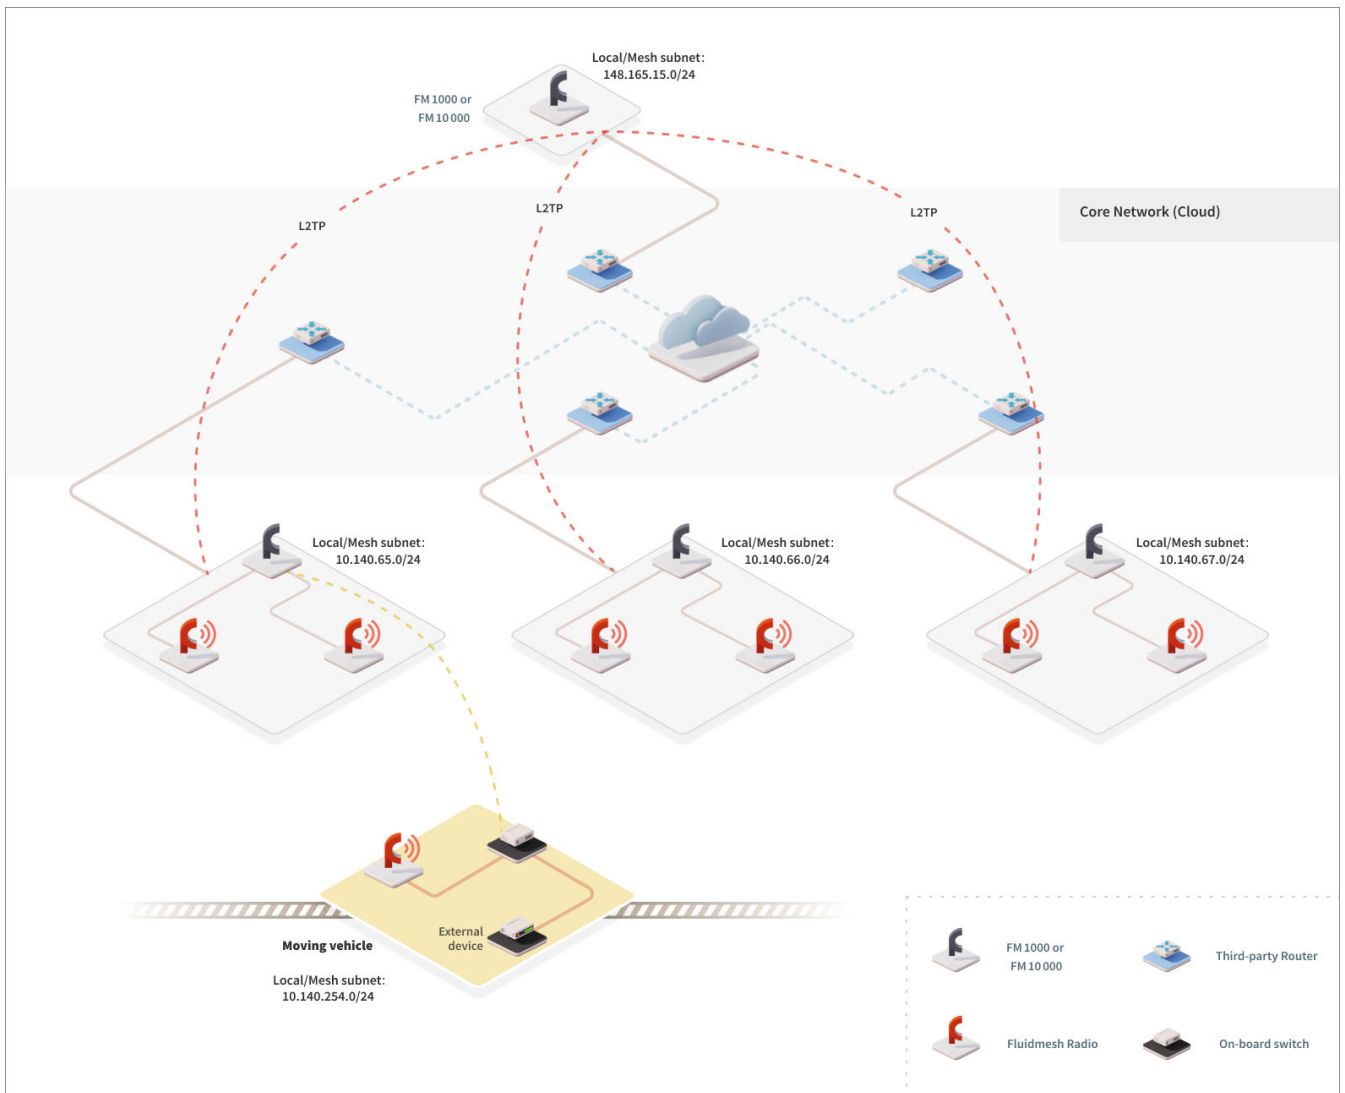 Local/Mesh subnet:
148.165.15.0/24
FM 1000 or
FM 10 000
L2TP
L2TP
L2TP
Core Network (Cloud)
Local/Mesh subnet:
10.140.65.0/24
Local/Mesh subnet:
10.140.66.0/24
Local/Mesh subnet:
10.140.67.0/24
External
device
Moving vehicle
Local/Mesh subnet:
10.140.254.0/24
FM 1000 or
FM 10 000
Third-party Router
Fluidmesh Radio
On-board switch